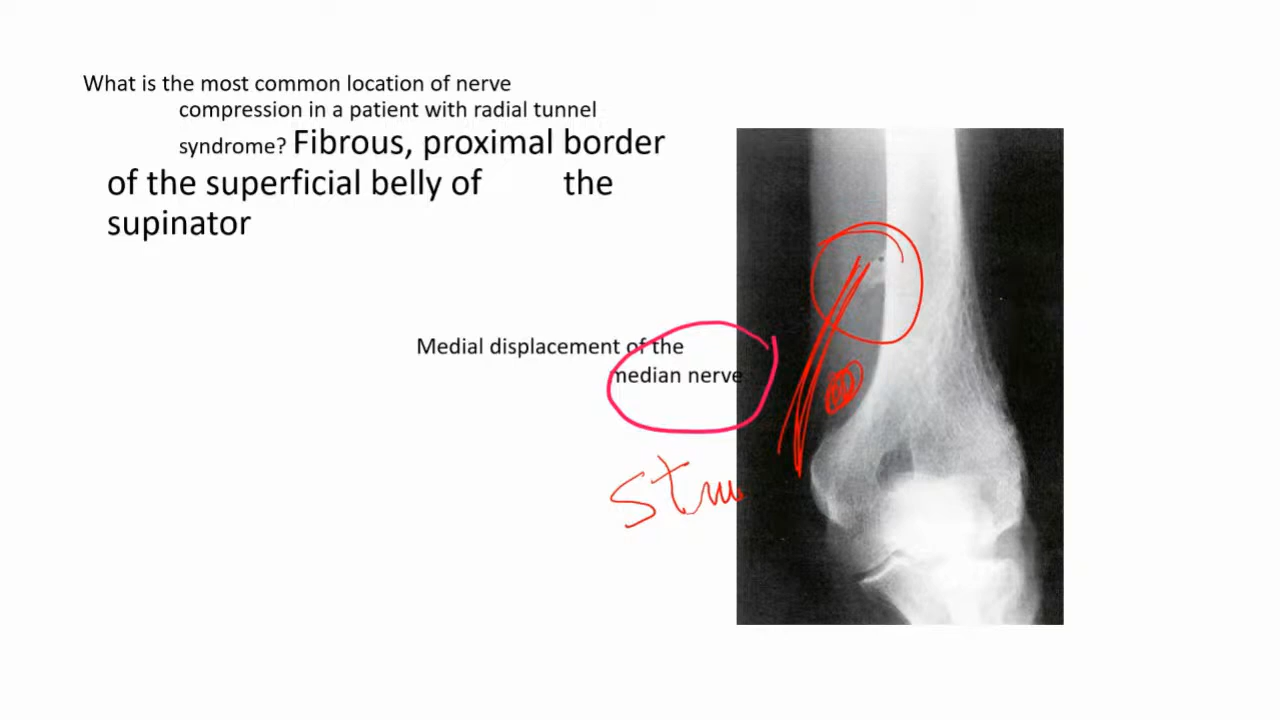 What is the most common location of nerve
compression in a patient with radial tunnel
syndrome? Fibrous, proximal border
of the superficial belly of the
supinator
Medial displacement of the
median nerve